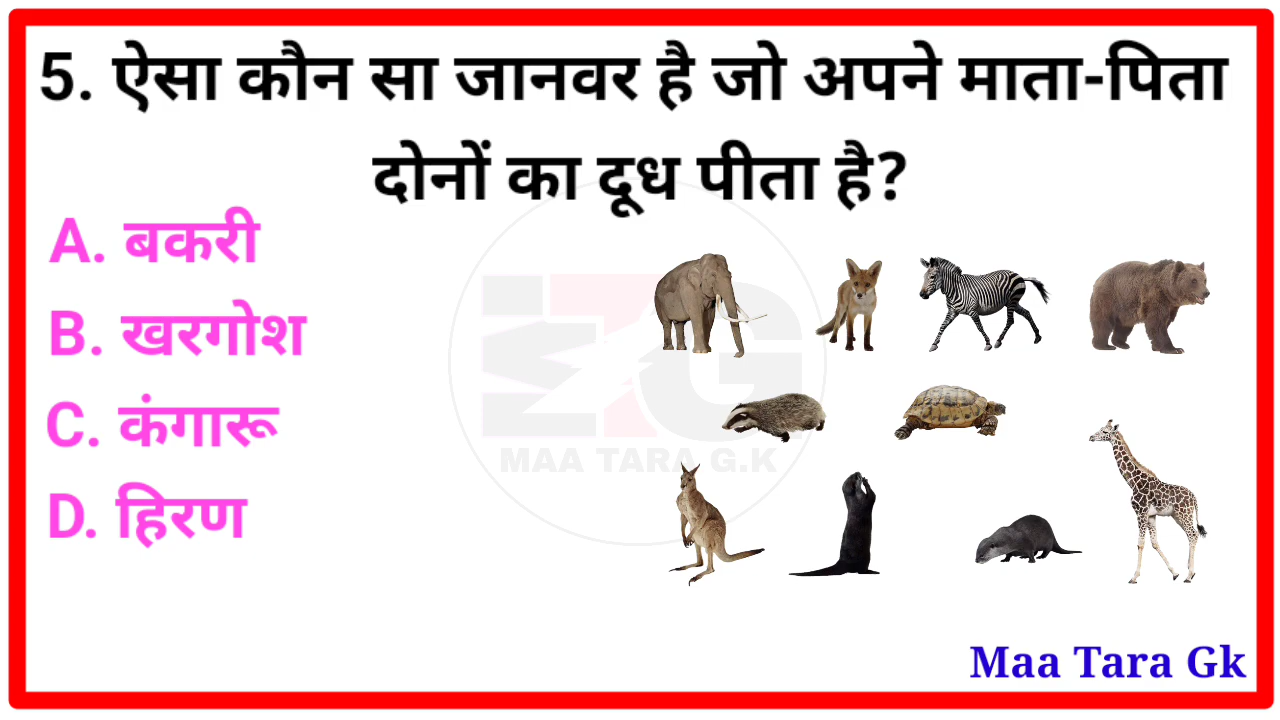 5. ऐसा कौन सा जानवर है जो अपने माता-पिता
दोनों का दूध पीता है?
A. बकरी
B. खरगोश
C. कंगारू
D. हिरण
MAA TARA G.K
Maa Tara Gk